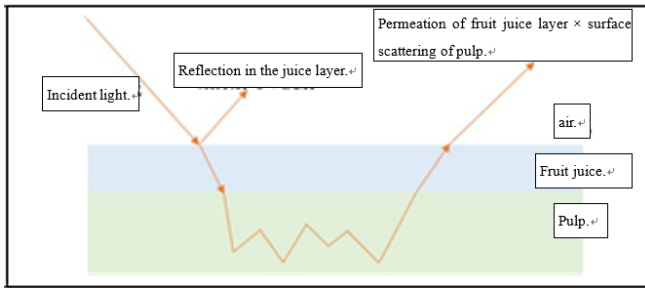 Permeation of fruit juice layer × surface
scattering of pulp.↵
Reflection in the juice layer.↵
Incident light.↵
air.↵
Fruit juice.↵
Pulp.↵